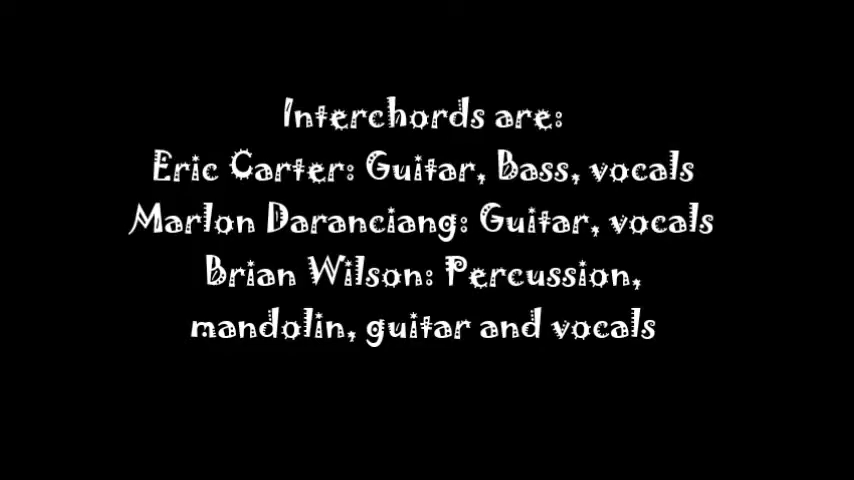 Interchords are:
Eric Carter: Guitar, Bass, vocals
Marlon Daranciang: Guitar, vocals
Brian Wilson: Percussion,
mandolin, guitar and vocals